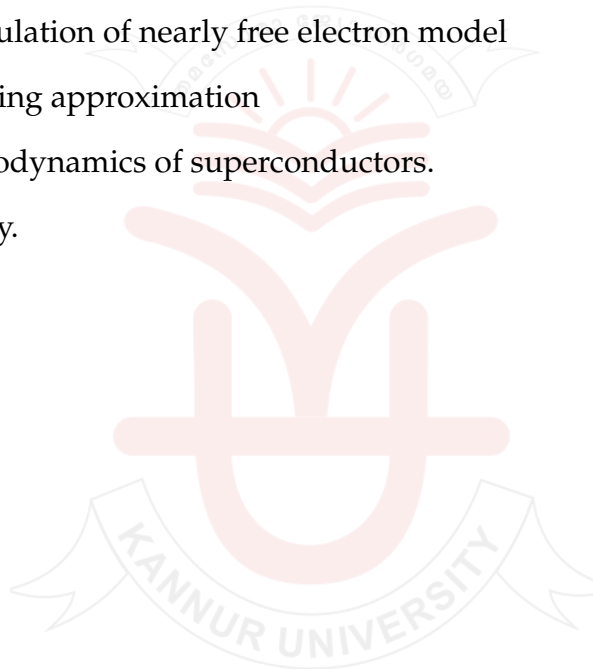 ulation of nearly free electron model
ing approximation
odynamics of superconductors.
y.
KANNUR UNIVERSITY